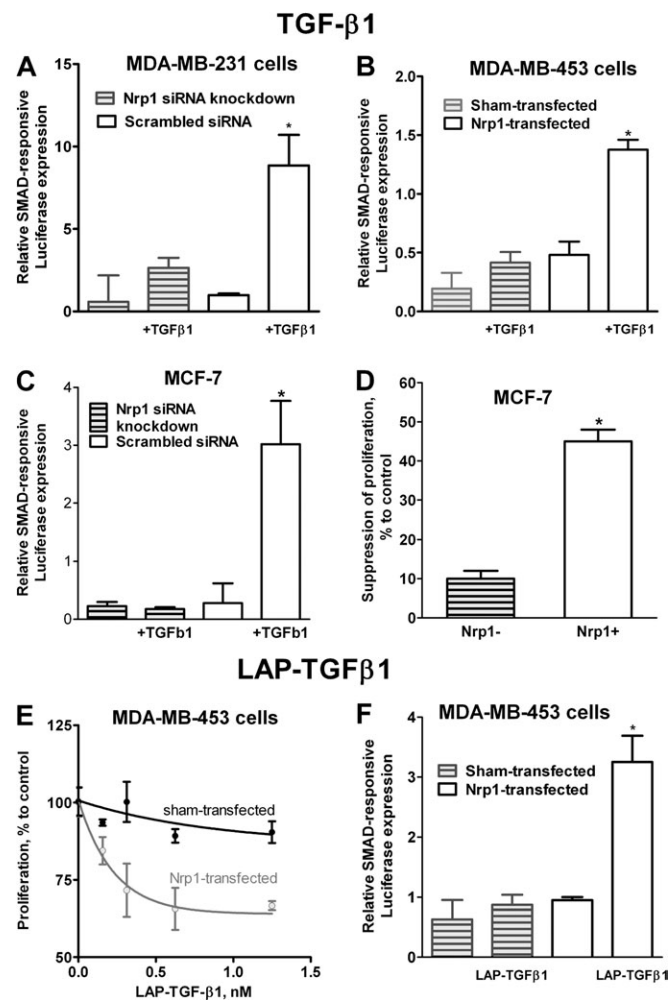 TGF-β1
A
MDA-MB-231 cells
Relative SMAD-responsive
Luciferase expression
15
10
5
0
Nrp1 siRNA knockdown
Scrambled siRNA
*
+TGFβ1
+TGFβ1
B
MDA-MB-453 cells
Relative SMAD-responsive
Luciferase expression
2.0
1.5
1.0
0.5
0.0
Sham-transfected
Nrp1-transfected
*
+TGFβ1
+TGFβ1
C
MCF-7
Relative SMAD-responsive
Luciferase expression
4
3
2
1
0
Nrp1 siRNA
knockdown
Scrambled siRNA
*
+TGFb1
+TGFb1
D
MCF-7
Suppression of proliferation,
% to control
60
50
40
30
20
10
0
*
Nrp1-
Nrp1+
LAP-TGFβ1
E
MDA-MB-453 cells
Proliferation, % to control
125
100
75
50
sham-transfected
Nrp1-transfected
0.0
0.5
1.0
1.5
LAP-TGF-β1, nM
F
MDA-MB-453 cells
Relative SMAD-responsive
Luciferase expression
4
3
2
1
0
Sham-transfected
Nrp1-transfected
*
LAP-TGFβ1
LAP-TGFβ1